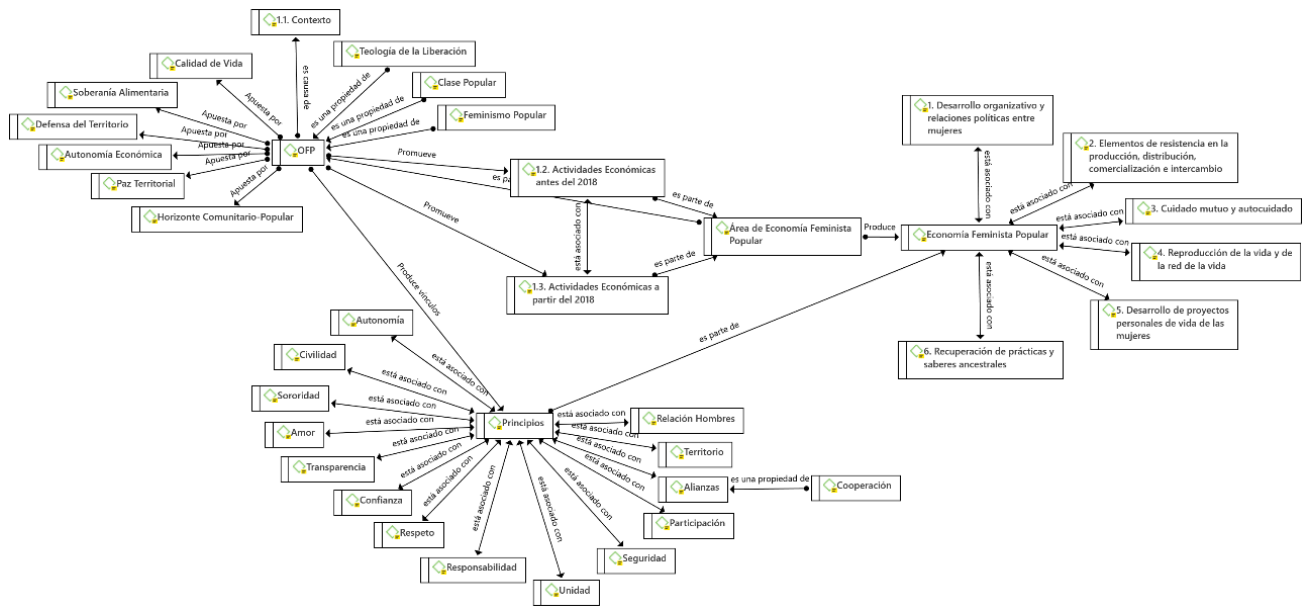 1.1. Contexto
Teología de la Liberación
Calidad de Vida
Clase Popular
Soberanía Alimentaria
Feminismo Popular
Defensa del Territorio
OFP
Autonomía Económica
Paz Territorial
Horizonte Comunitario-Popular
es causa de
es una propiedad de
es una propiedad de
es una propiedad de
Apuesta por
Apuesta por
Apuesta por
Apuesta por
Apuesta por
Apuesta por
Promueve
Promueve
1.2. Actividades Económicas
antes del 2018
es parte de
está asociado con
es parte de
1.3. Actividades Económicas a
partir del 2018
Área de Economía Feminista
Popular
Produce
Economía Feminista Popular
1. Desarrollo organizativo y
relaciones políticas entre
mujeres
2. Elementos de resistencia en la
producción, distribución,
comercialización e intercambio
3. Cuidado mutuo y autocuidado
4. Reproducción de la vida y de
la red de la vida
5. Desarrollo de proyectos
personales de vida de las
mujeres
6. Recuperación de prácticas y
saberes ancestrales
está asociado con
está asociado con
está asociado con
está asociado con
está asociado con
está asociado con
Produce vínculos
es parte de
Principios
Autonomía
Civilidad
Sororidad
Amor
Transparencia
Confianza
Respeto
Responsabilidad
Unidad
Seguridad
Participación
Alianzas
es una propiedad de
Cooperación
Territorio
Relación Hombres
está asociado con
está asociado con
está asociado con
está asociado con
está asociado con
está asociado con
está asociado con
está asociado con
está asociado con
está asociado con
está asociado con
está asociado con
está asociado con
está asociado con